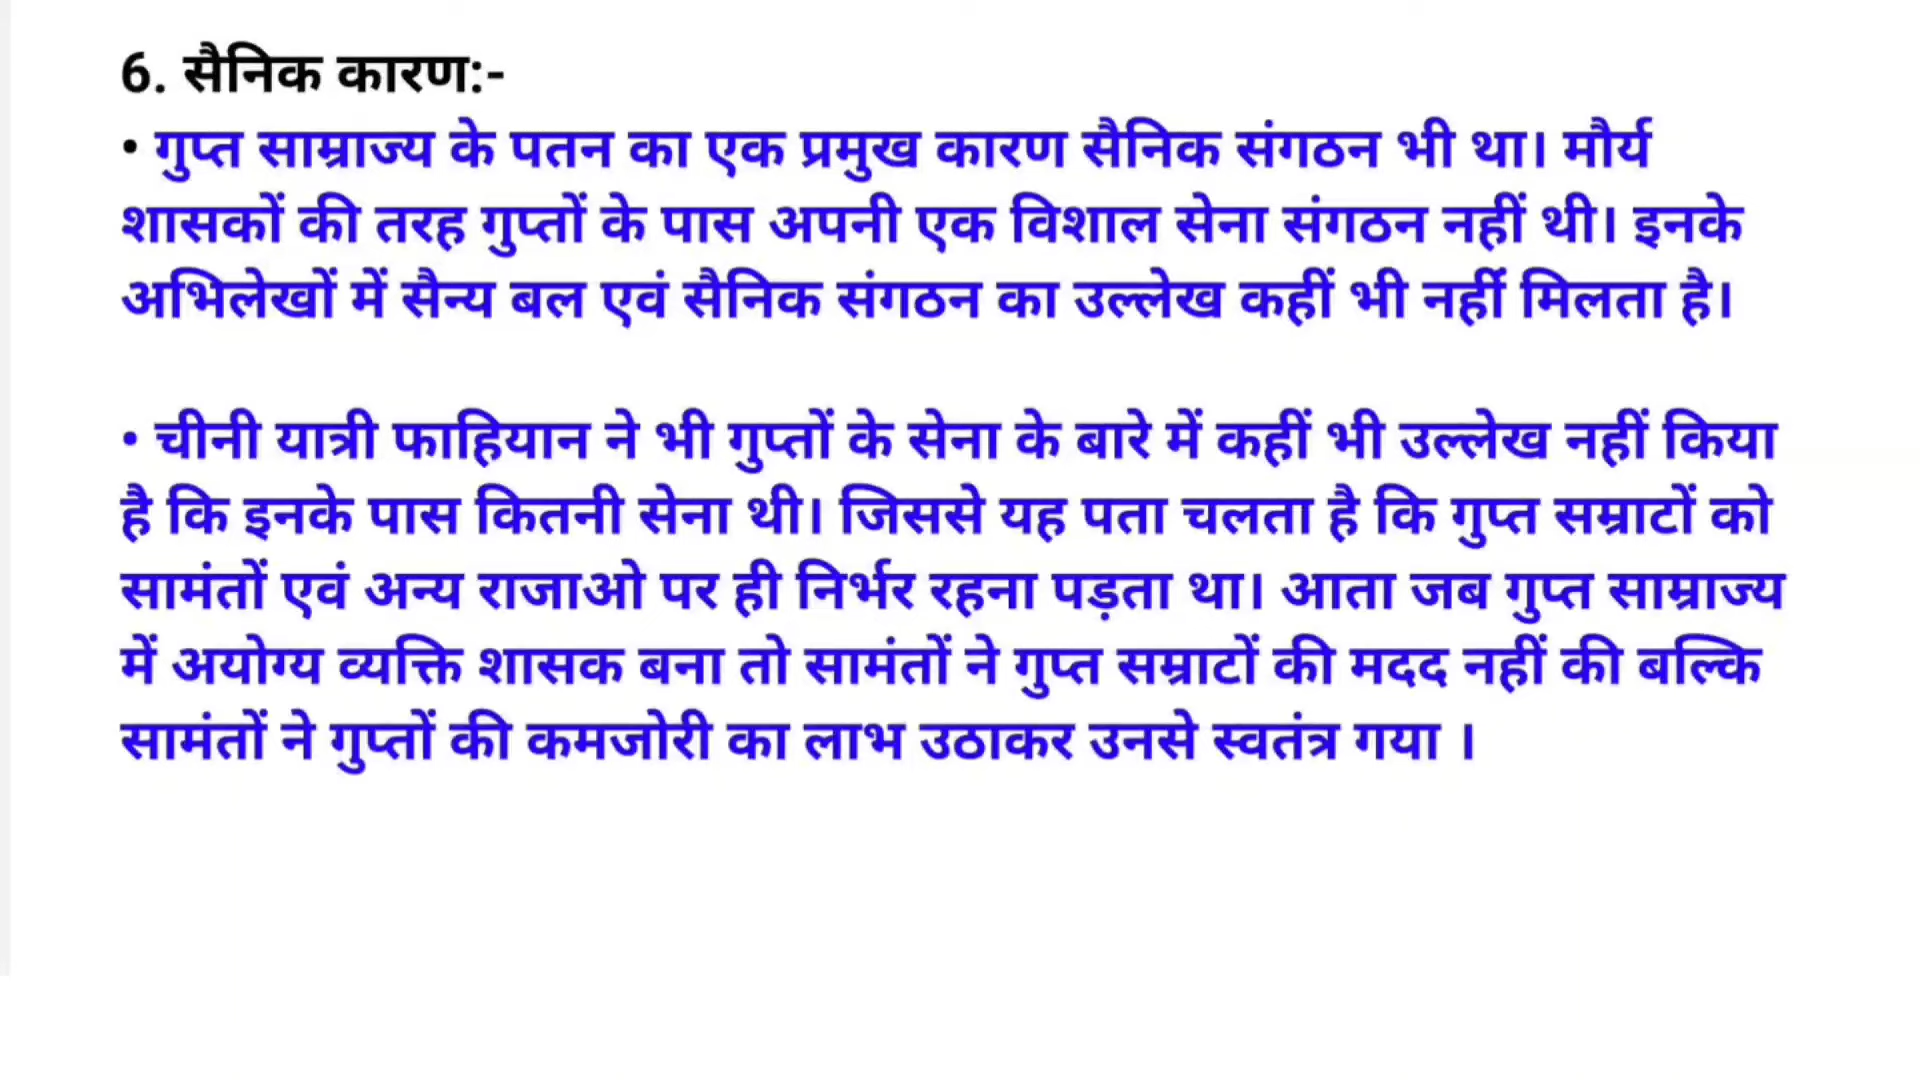 6. सैनिक कारण:-
• गुप्त साम्राज्य के पतन का एक प्रमुख कारण सैनिक संगठन भी था। मौर्य
शासकों की तरह गुप्तों के पास अपनी एक विशाल सेना संगठन नहीं थी। इनके
अभिलेखों में सैन्य बल एवं सैनिक संगठन का उल्लेख कहीं भी नहीं मिलता है।
• चीनी यात्री फाहियान ने भी गुप्तों के सेना के बारे में कहीं भी उल्लेख नहीं किया
है कि इनके पास कितनी सेना थी। जिससे यह पता चलता है कि गुप्त सम्राटों को
सामंतों एवं अन्य राजाओ पर ही निर्भर रहना पड़ता था। आता जब गुप्त साम्राज्य
में अयोग्य व्यक्ति शासक बना तो सामंतों ने गुप्त सम्राटों की मदद नहीं की बल्कि
सामंतों ने गुप्तों की कमजोरी का लाभ उठाकर उनसे स्वतंत्र गया ।